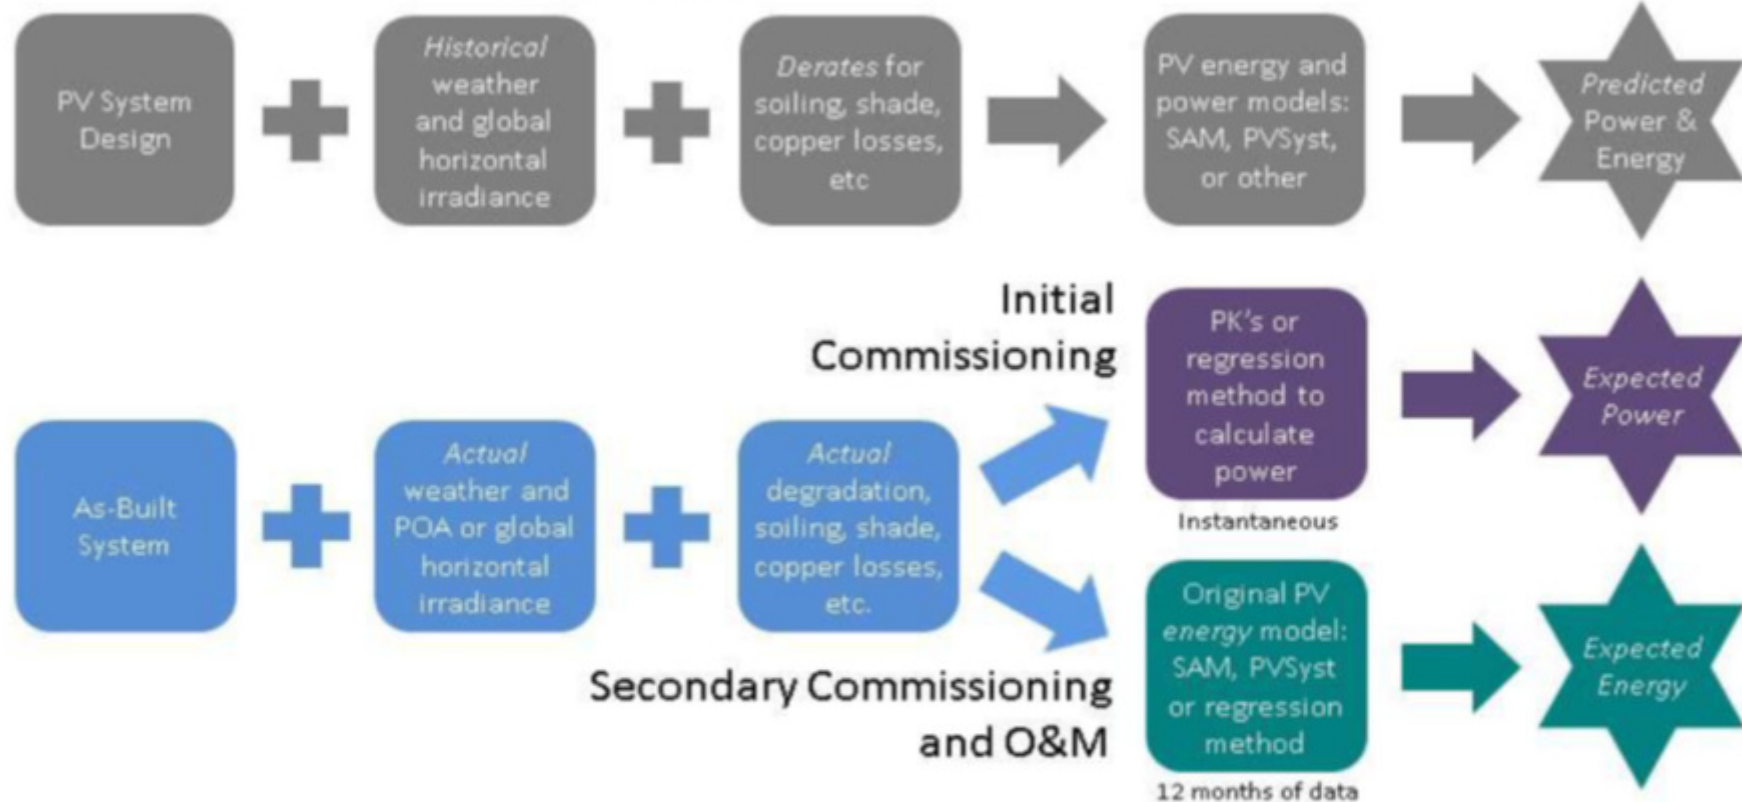 PV System
Design
Historical
weather
and global
horizontal
irradiance
Derates for
soiling, shade,
copper losses,
etc
PV energy and
power models:
SAM, PVSyst,
or other
Predicted
Power &
Energy
Initial
Commissioning
PK's or
regression
method to
calculate
power
Instantaneous
Expected
Power
As-Built
System
Actual
weather and
POA or global
horizontal
irradiance
Actual
degradation,
soiling, shade,
copper losses,
etc.
Secondary Commissioning
and O&M
Original PV
energy model:
SAM, PVSyst
or regression
method
12 months of data
Expected
Energy